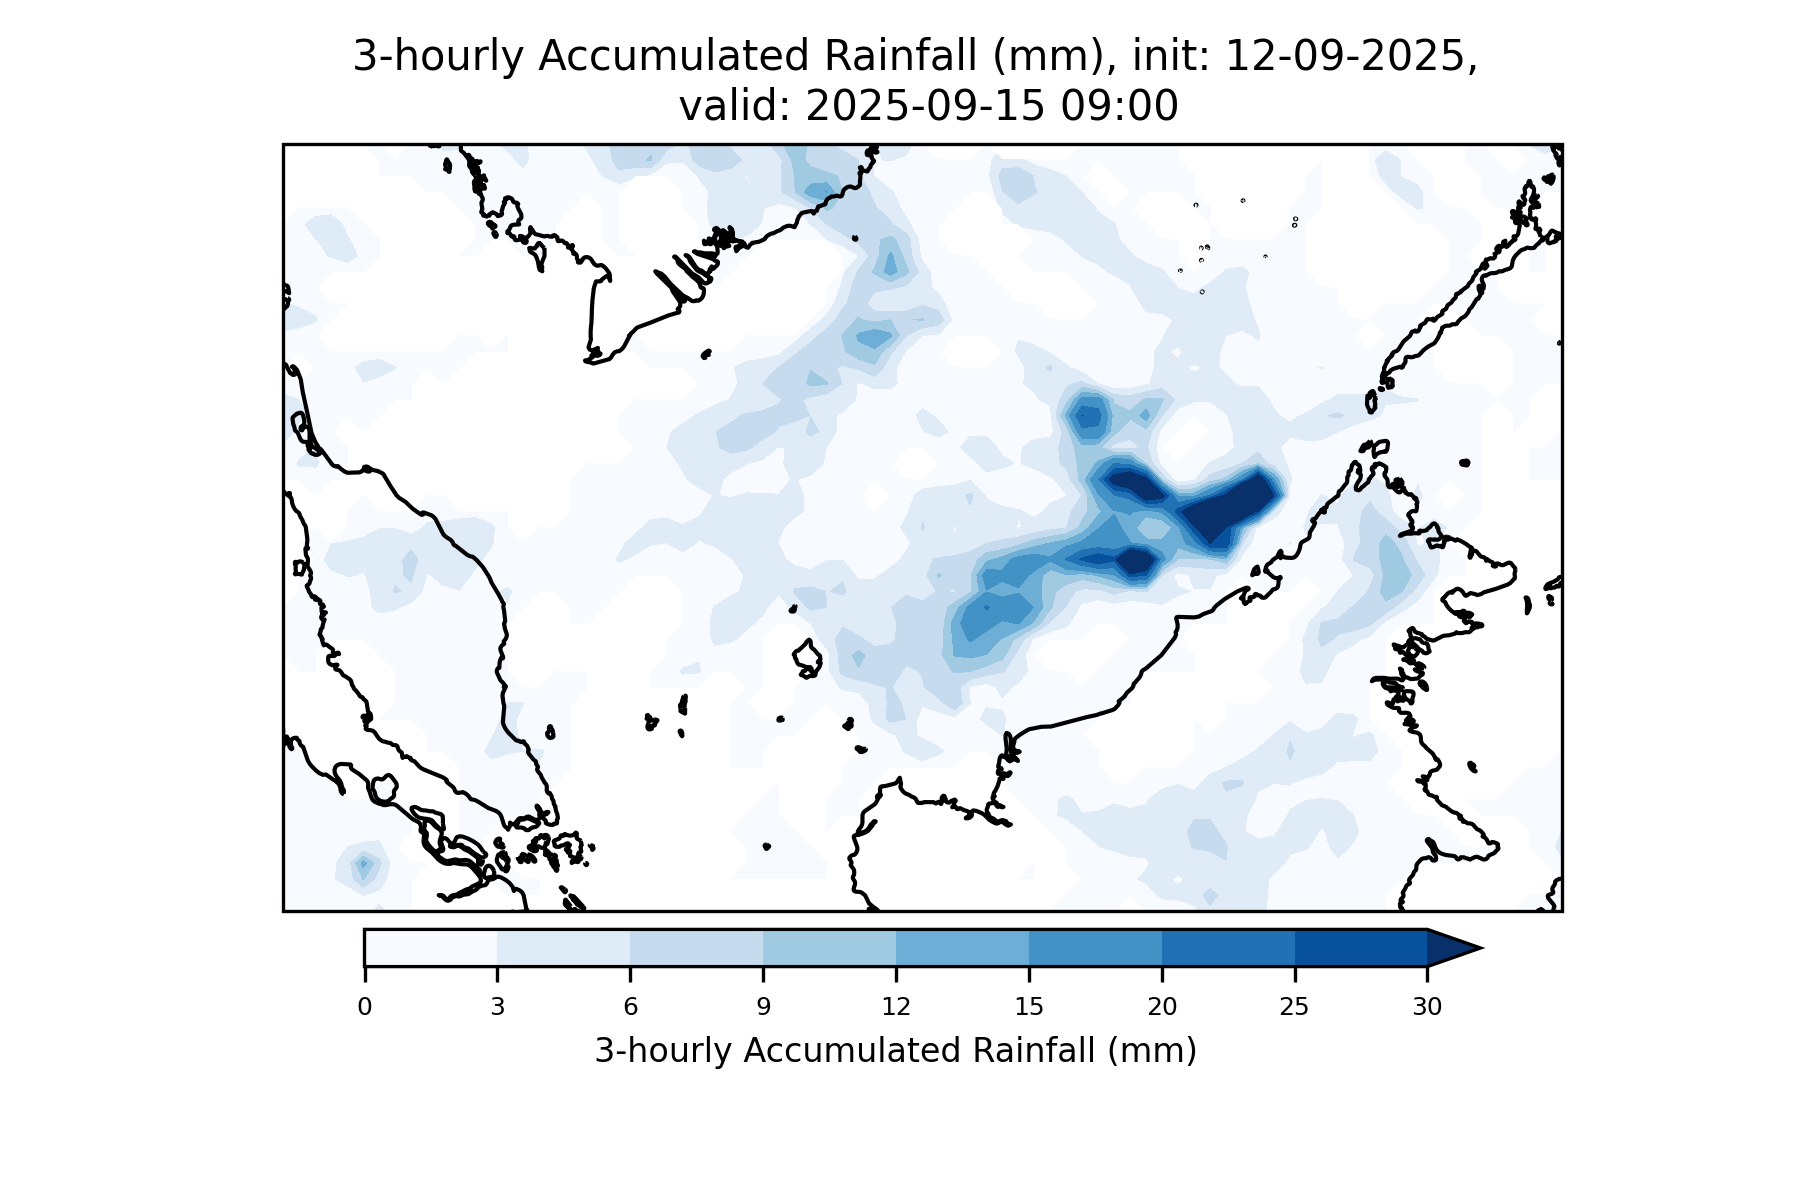 3-hourly Accumulated Rainfall (mm), init: 12-09-2025,
valid: 2025-09-15 09:00
0 3 6 9 12 15 20 25 30
3-hourly Accumulated Rainfall (mm)